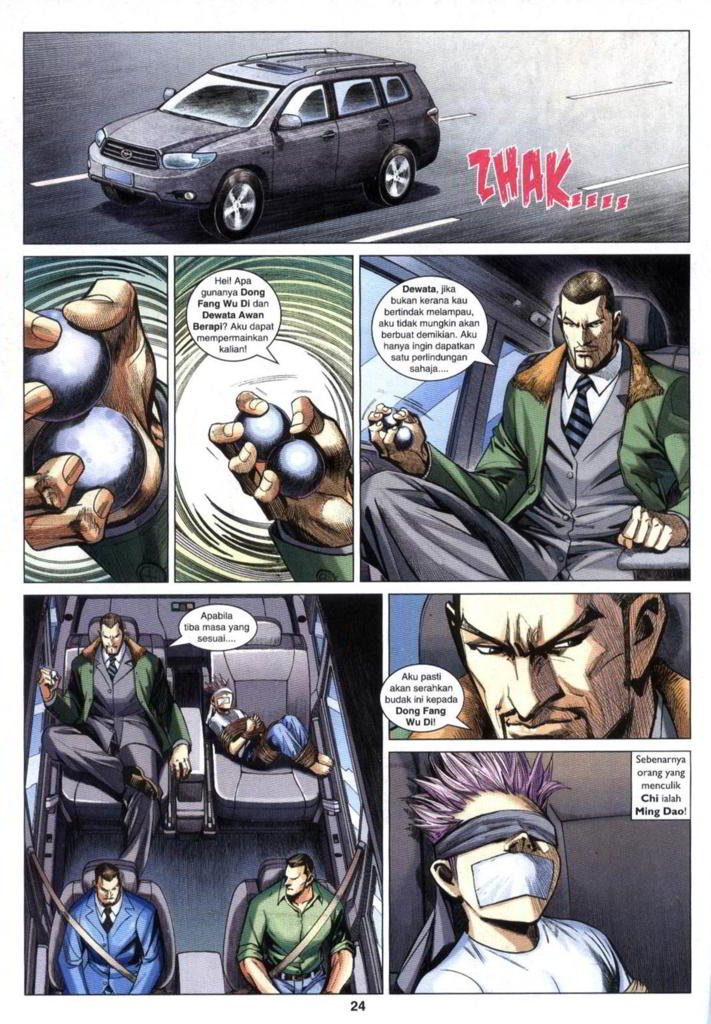 ZHAK....
Hei! Apa
gunanya Dong
Fang Wu Di dan
Dewata Awan
Berapi? Aku dapat
mempermainkan
kalian!
Dewata, jika
bukan kerana kau
bertindak melampau,
aku tidak mungkin akan
berbuat demikian. Aku
hanya ingin dapatkan
satu perlindungan
sahaja....
Apabila
tiba masa yang
sesuai....
Aku pasti
akan serahkan
budak ini kepada
Dong Fang
Wu Di!
Sebenarnya
orang yang
menculik
Chi ialah
Ming Dao!
24